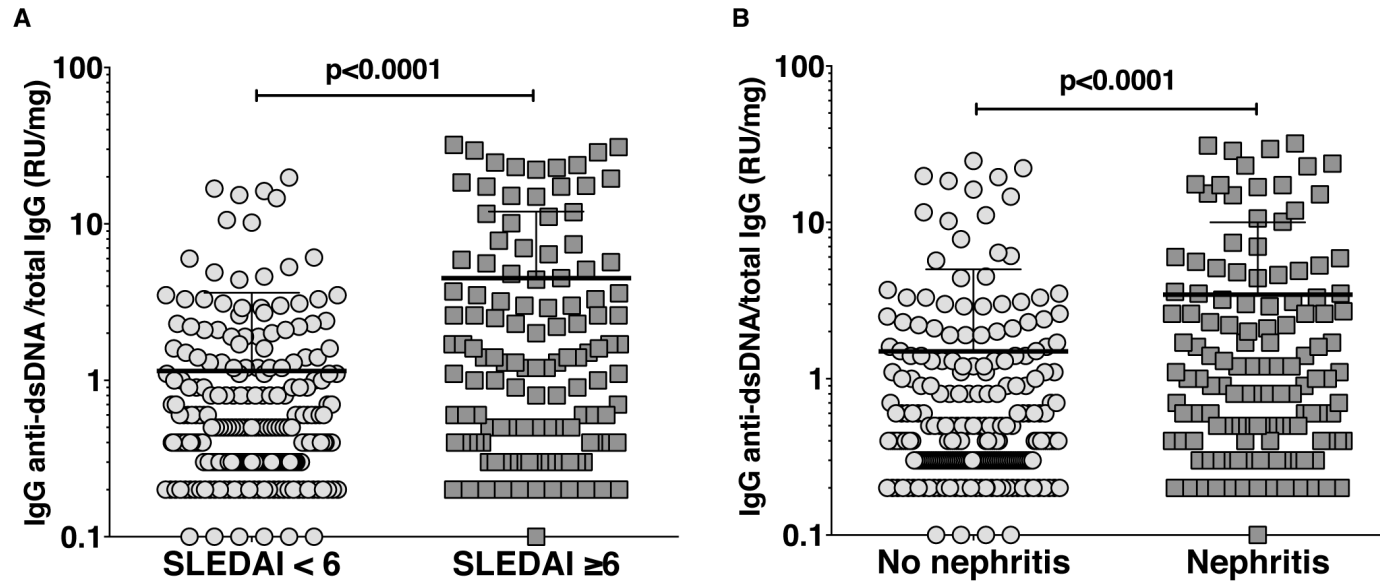 A
B
IgG anti-dsDNA /total IgG (RU/mg)
100
10
1
0.1
p<0.0001
SLEDAI < 6
SLEDAI ≥6
IgG anti-dsDNA/total IgG (RU/mg)
100
10
1
0.1
p<0.0001
No nephritis
Nephritis